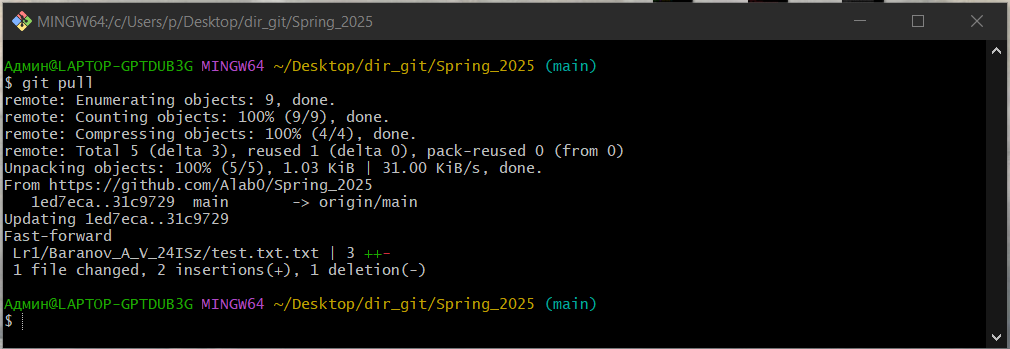 MINGW64:/c/Users/p/Desktop/dir_git/Spring_2025
Админ@LAPTOP-GPTDUB3G MINGW64 ~/Desktop/dir_git/Spring_2025 (main)
$ git pull
remote: Enumerating objects: 9, done.
remote: Counting objects: 100% (9/9), done.
remote: Compressing objects: 100% (4/4), done.
remote: Total 5 (delta 3), reused 1 (delta 0), pack-reused 0 (from 0)
Unpacking objects: 100% (5/5), 1.03 KiB | 31.00 KiB/s, done.
From https://github.com/Alab0/Spring_2025
   1ed7eca..31c9729  main       -> origin/main
Updating 1ed7eca..31c9729
Fast-forward
 Lr1/Baranov_A_V_24ISz/test.txt.txt | 3 ++-
 1 file changed, 2 insertions(+), 1 deletion(-)
Админ@LAPTOP-GPTDUB3G MINGW64 ~/Desktop/dir_git/Spring_2025 (main)
$